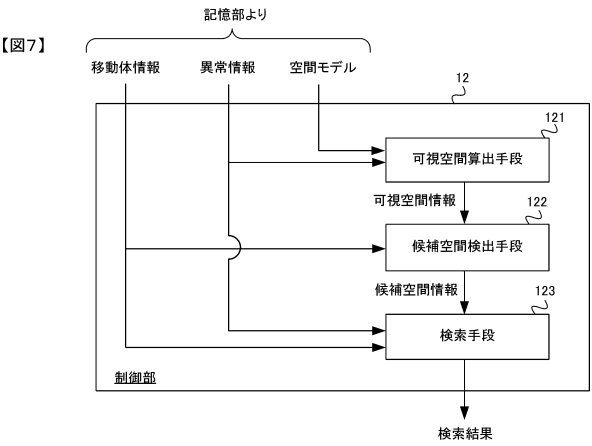 【図7】
記憶部より
移動体情報
異常情報
空間モデル
12
121
可視空間算出手段
可視空間情報
122
候補空間検出手段
候補空間情報
123
検索手段
制御部
検索結果